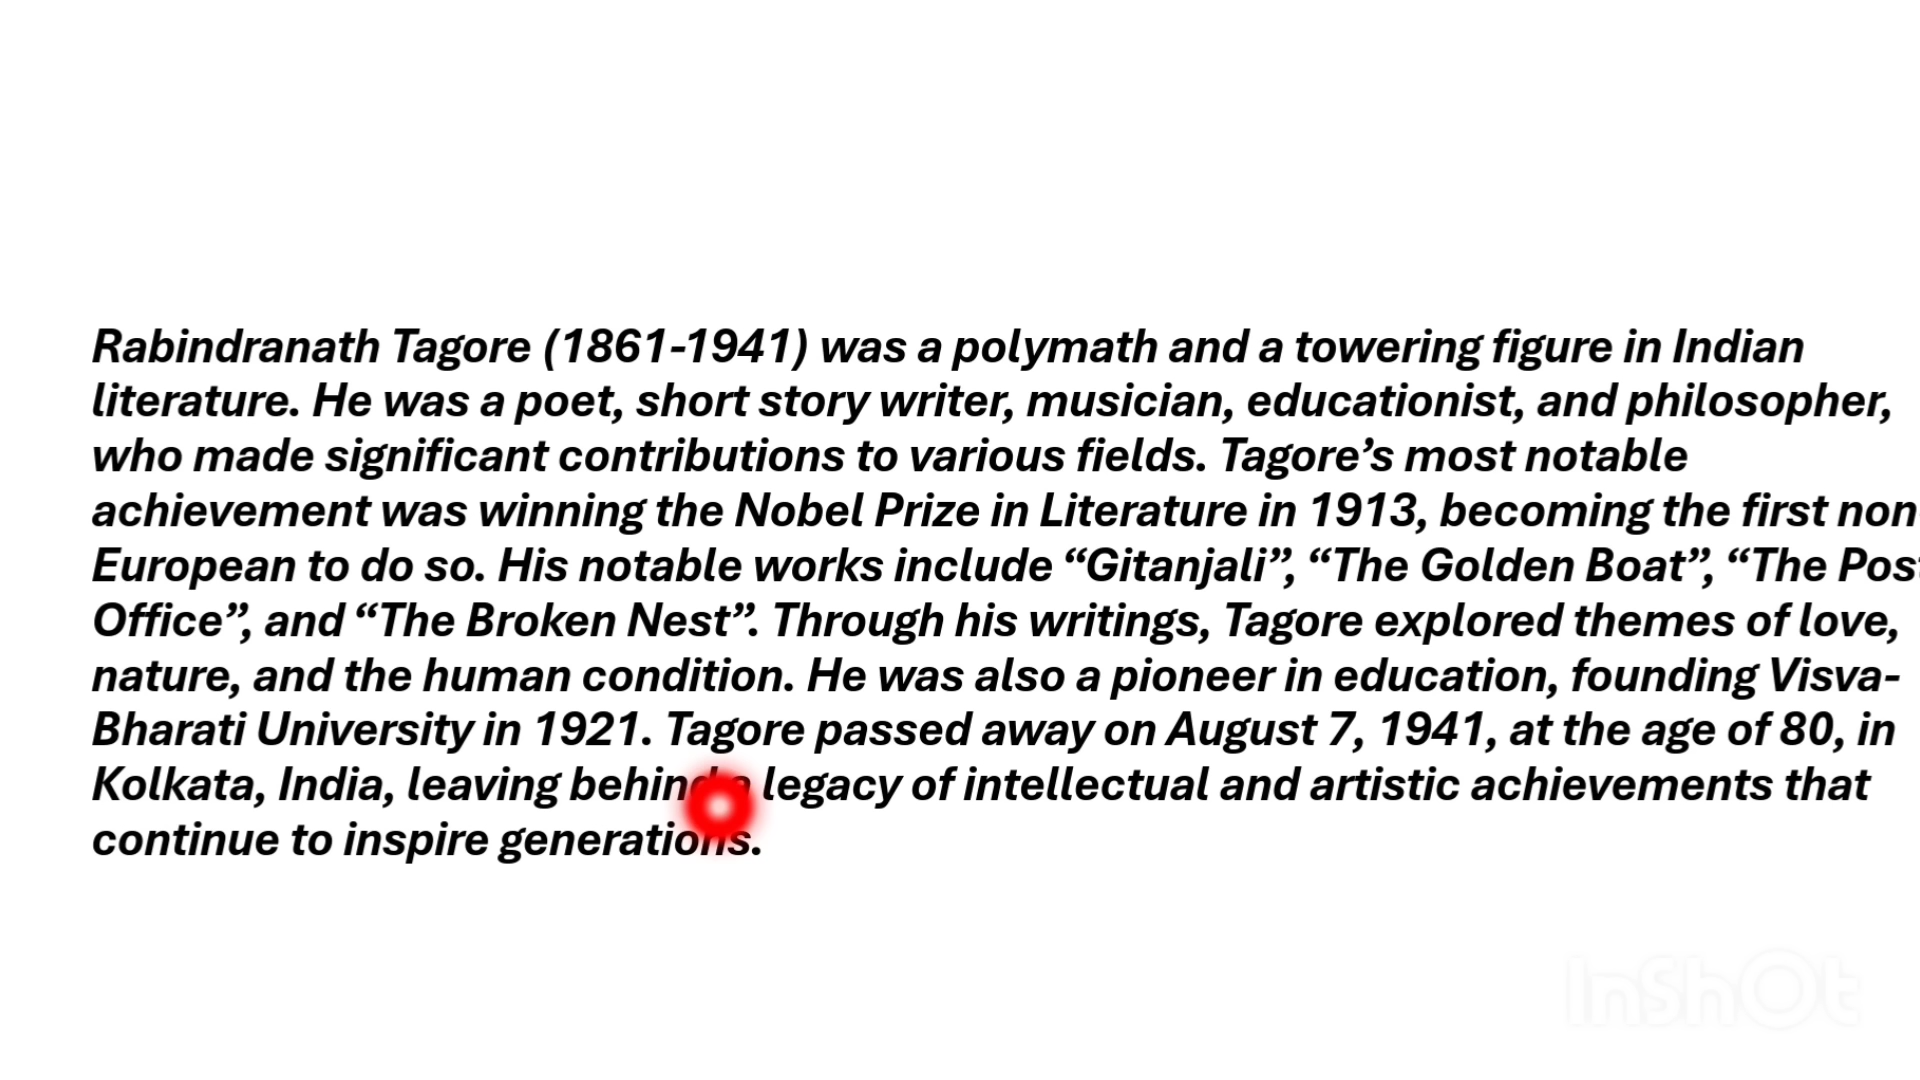 Rabindranath Tagore (1861-1941) was a polymath and a towering figure in Indian
literature. He was a poet, short story writer, musician, educationist, and philosopher,
who made significant contributions to various fields. Tagore’s most notable
achievement was winning the Nobel Prize in Literature in 1913, becoming the first non
European to do so. His notable works include “Gitanjali”, “The Golden Boat”, “The Post
Office”, and “The Broken Nest”. Through his writings, Tagore explored themes of love,
nature, and the human condition. He was also a pioneer in education, founding Visva-
Bharati University in 1921. Tagore passed away on August 7, 1941, at the age of 80, in
Kolkata, India, leaving behind a legacy of intellectual and artistic achievements that
continue to inspire generations.
InShOt